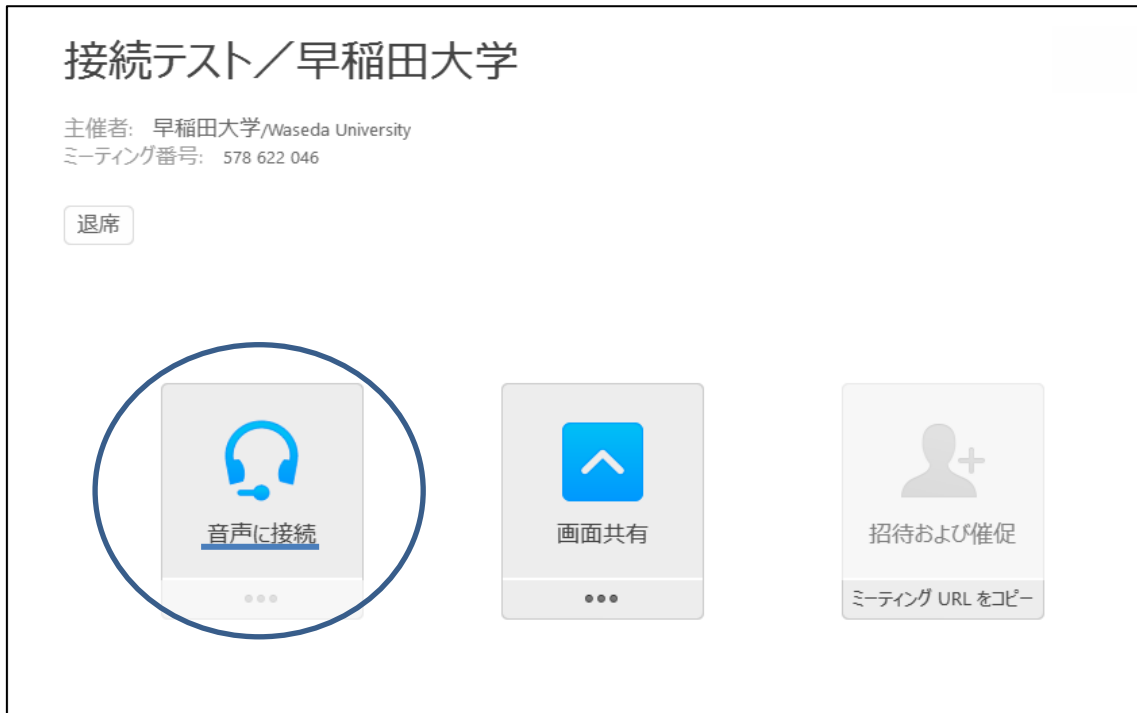 接続テスト／早稲田大学
主催者: 早稲田大学/Waseda University
ミーティング番号: 578 622 046
退席
音声に接続
画面共有
招待および催促
ミーティング URL をコピー